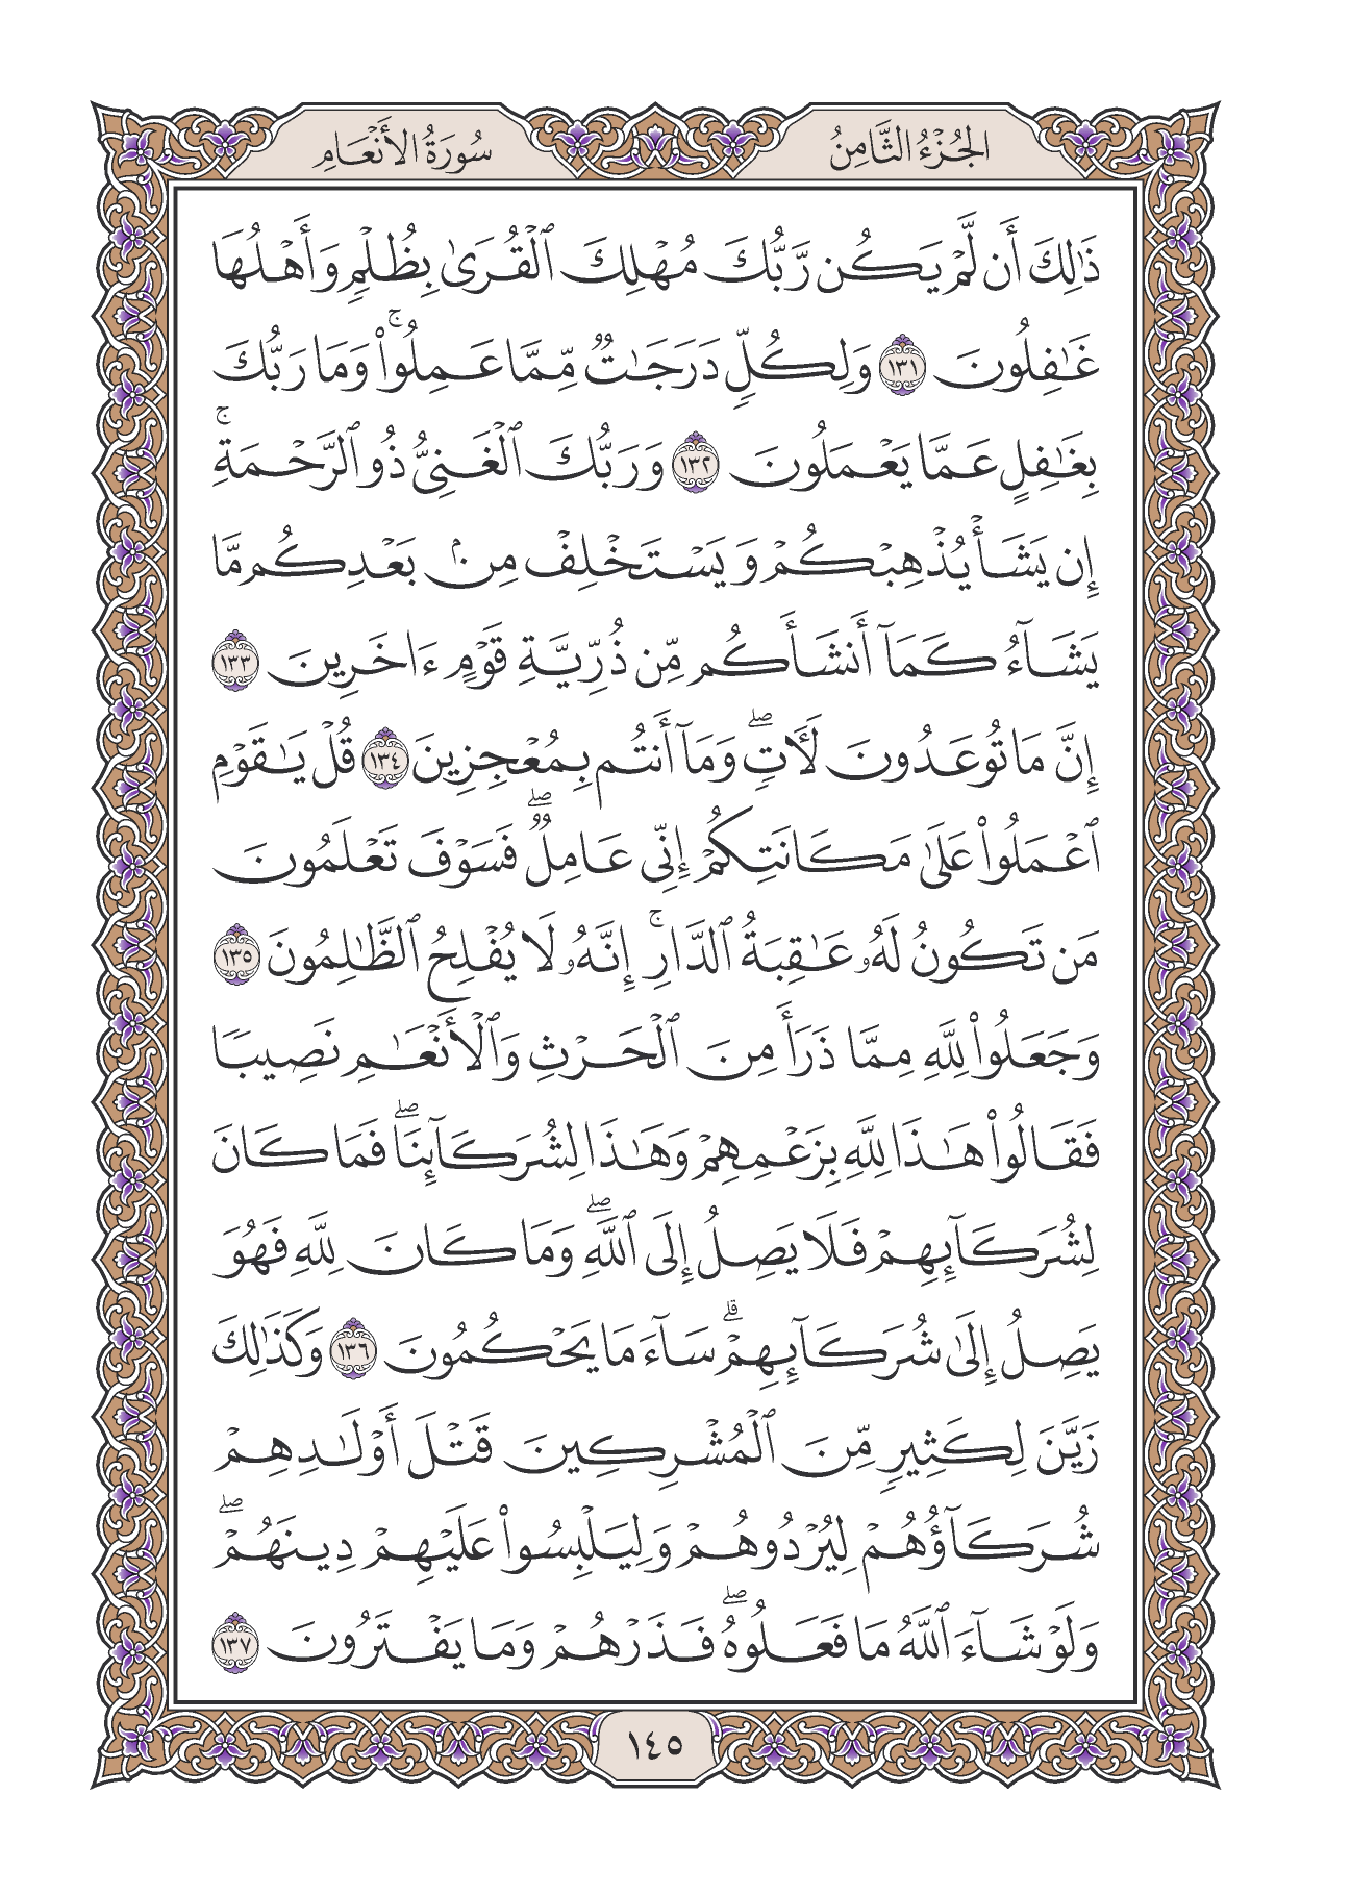 الجُزْءُ الثَّامِنُ
سُورَةُ الأَنْعَامِ
ذَٰلِكَ أَن لَّمْ يَكُن رَّبُّكَ مُهْلِكَ ٱلْقُرَىٰ بِظُلْمٍ وَأَهْلُهَا
غَٰفِلُونَ ١٣١ وَلِكُلٍّ دَرَجَٰتٌ مِّمَّا عَمِلُوا۟ ۚ وَمَا رَبُّكَ
بِغَٰفِلٍ عَمَّا يَعْمَلُونَ ١٣٢ وَرَبُّكَ ٱلْغَنِىُّ ذُو ٱلرَّحْمَةِ ۚ
إِن يَشَأْ يُذْهِبْكُمْ وَيَسْتَخْلِفْ مِنۢ بَعْدِكُم مَّا
يَشَآءُ كَمَآ أَنشَأَكُم مِّن ذُرِّيَّةِ قَوْمٍ ءَاخَرِينَ ١٣٣
إِنَّ مَا تُوعَدُونَ لَءَاتٍ ۖ وَمَآ أَنتُم بِمُعْجِزِينَ ١٣٤ قُلْ يَٰقَوْمِ
ٱعْمَلُوا۟ عَلَىٰ مَكَانَتِكُمْ إِنِّى عَامِلٌ ۖ فَسَوْفَ تَعْلَمُونَ
مَن تَكُونُ لَهُۥ عَٰقِبَةُ ٱلدَّارِ ۚ إِنَّهُۥ لَا يُفْلِحُ ٱلظَّٰلِمُونَ ١٣٥
وَجَعَلُوا۟ لِلَّهِ مِمَّا ذَرَأَ مِنَ ٱلْحَرْثِ وَٱلْأَنْعَٰمِ نَصِيبًا
فَقَالُوا۟ هَٰذَا لِلَّهِ بِزَعْمِهِمْ وَهَٰذَا لِشُرَكَآئِنَا ۖ فَمَا كَانَ
لِشُرَكَآئِهِمْ فَلَا يَصِلُ إِلَى ٱللَّهِ ۖ وَمَا كَانَ لِلَّهِ فَهُوَ
يَصِلُ إِلَىٰ شُرَكَآئِهِمْ ۗ سَآءَ مَا يَحْكُمُونَ ١٣٦ وَكَذَٰلِكَ
زَيَّنَ لِكَثِيرٍ مِّنَ ٱلْمُشْرِكِينَ قَتْلَ أَوْلَٰدِهِمْ
شُرَكَآؤُهُمْ لِيُرْدُوهُمْ وَلِيَلْبِسُوا۟ عَلَيْهِمْ دِينَهُمْ ۖ
وَلَوْ شَآءَ ٱللَّهُ مَا فَعَلُوهُ ۖ فَذَرْهُمْ وَمَا يَفْتَرُونَ ١٣٧
١٤٥